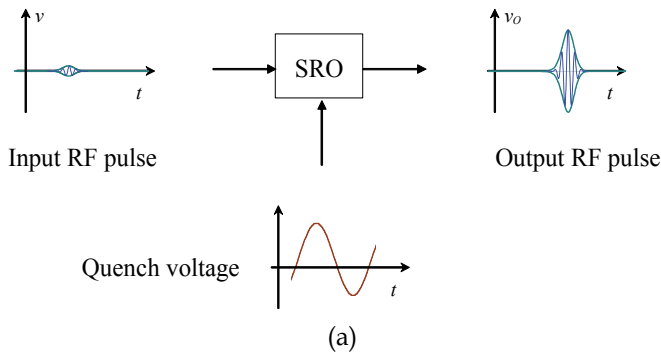 v
t
Input RF pulse
SRO
v_O
t
Output RF pulse
Quench voltage
t
(a)